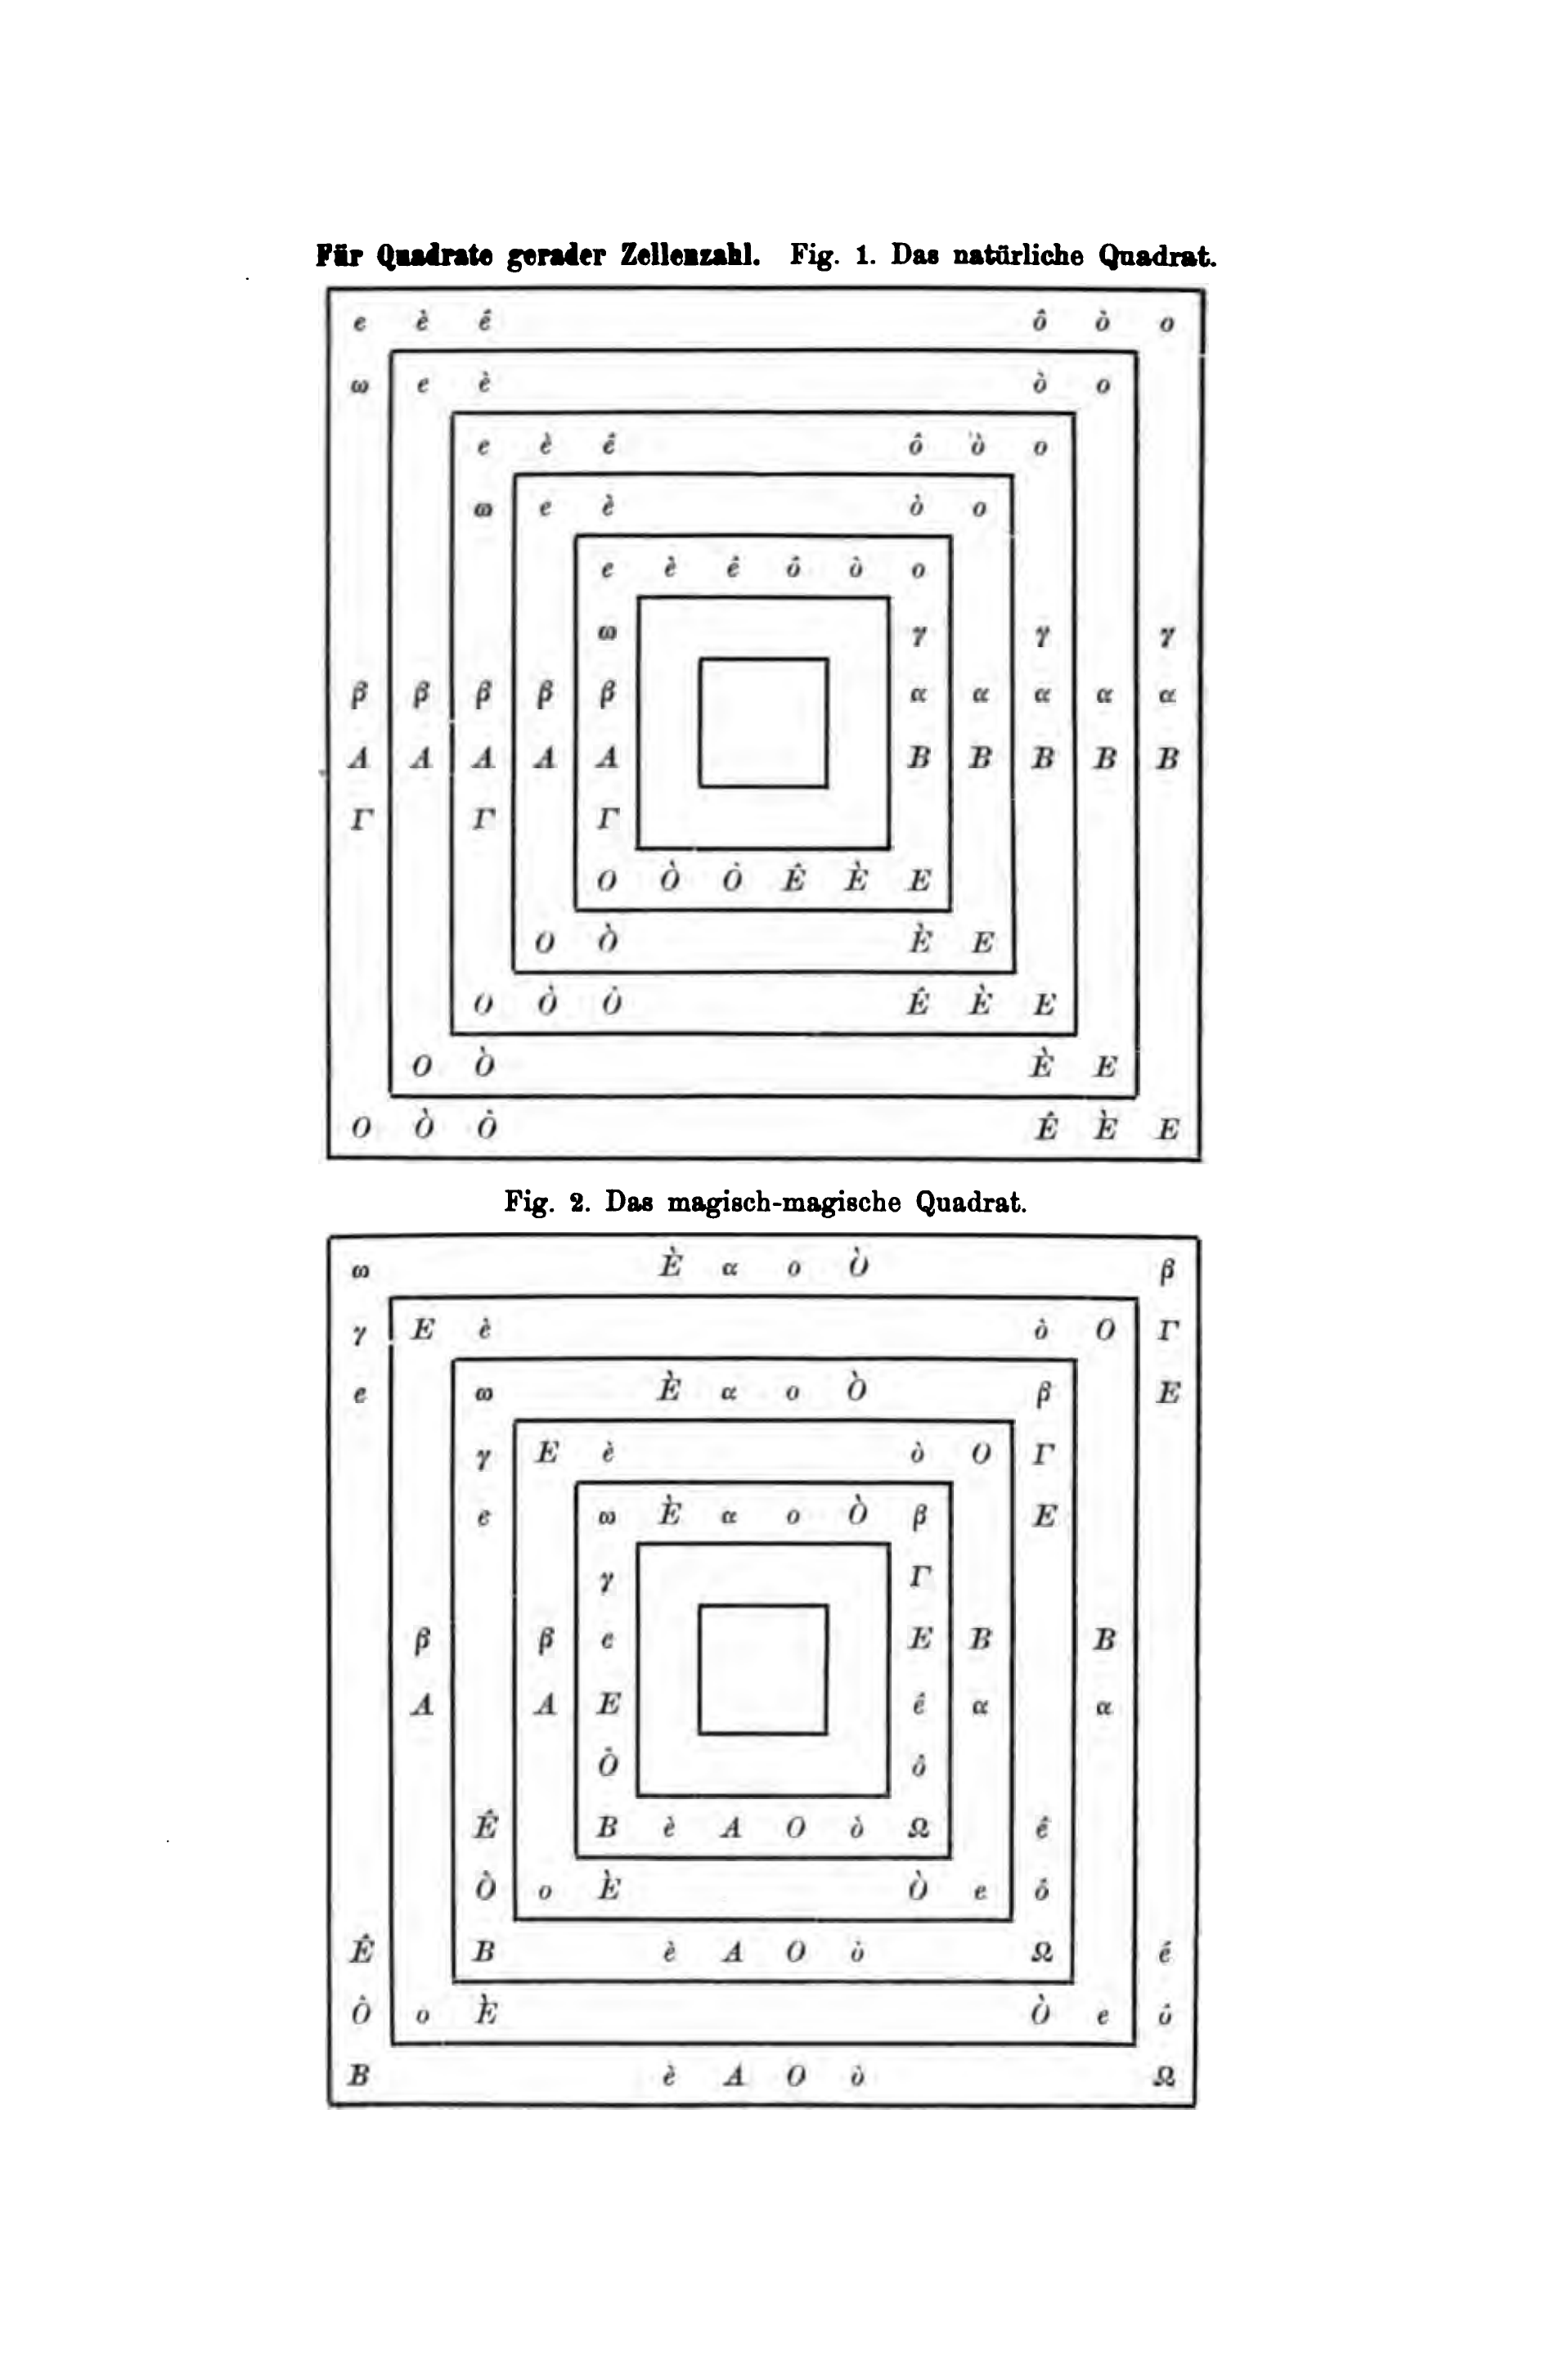 Für Quadrate gerader Zellenzahl. Fig. 1. Das natürliche Quadrat.
e è ê ô ò o
ω e è ò o
e è ê ô ò o
ω e è ò o
e è ê ô ò o
ω γ γ γ
β β β β β α α α α α
A A A A A B B B B B
Γ Γ Γ
O Ò Ô Ê È E
O Ò È E
O Ò Ô Ê È E
O Ò È E
O Ò Ô Ê È E
Fig. 2. Das magisch-magische Quadrat.
ω È α o Ò β
γ E è ò O Γ
e ω È α o Ò β E
γ E è ò O Γ
e ω È α o Ò β E
γ Γ
β β e E B B
A A E ê α α
Ô ô
Ê B è A O ò Ω ê
Ò o È Ò e ô
Ê B è A O ò Ω é
Ô o È Ò e ô
B è A O ò Ω